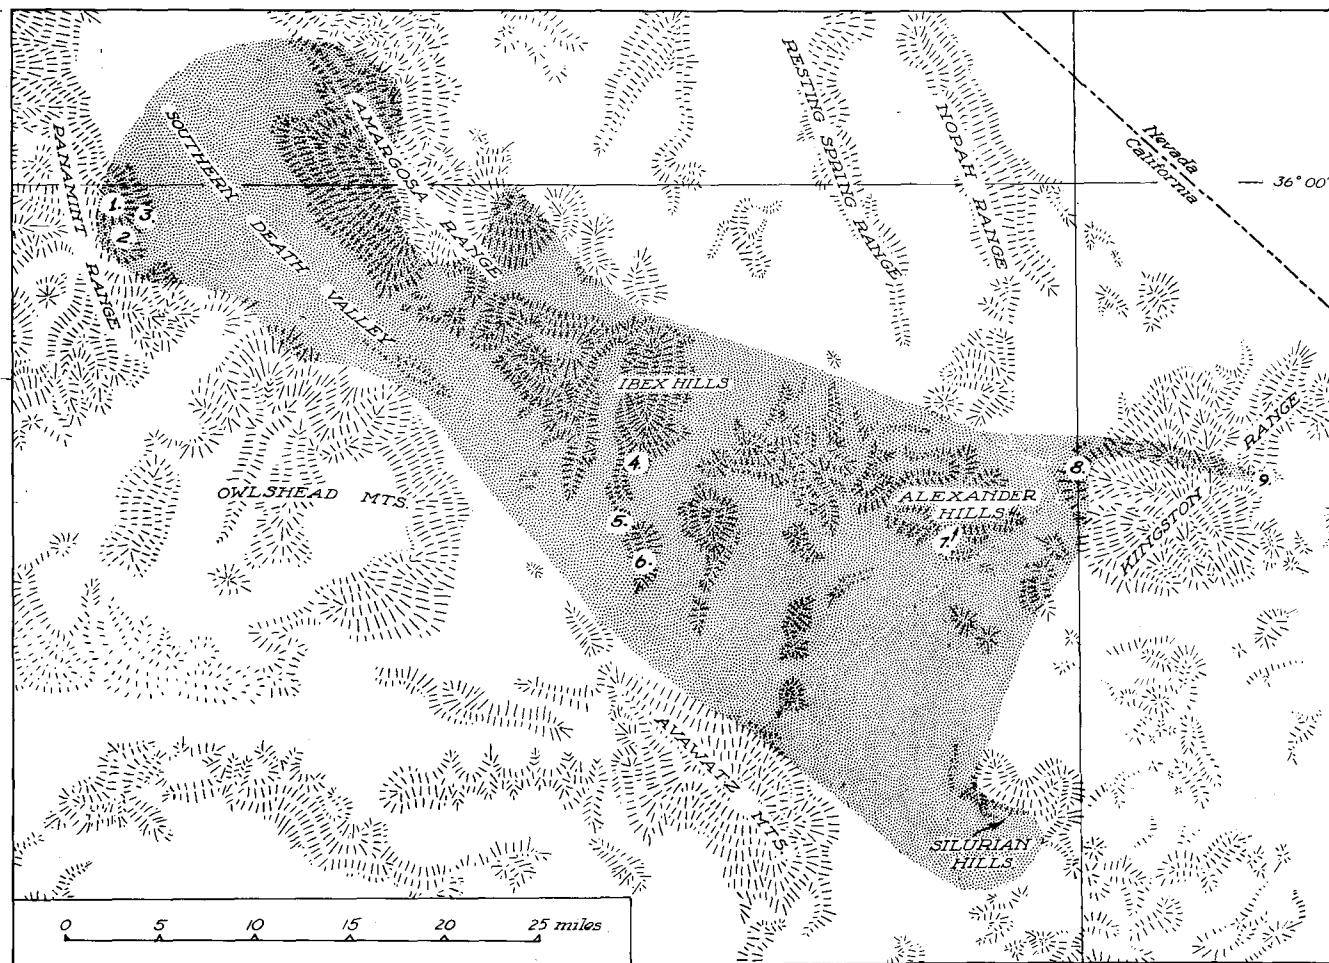 Nevada
California
36° 00'
PANAMINT RANGE
SOUTHERN DEATH VALLEY
AMARGOSA RANGE
RESTING SPRING RANGE
NOPAH RANGE
1.
2
3.
IBEX HILLS
4.
5.
6.
OWLSHEAD MTS.
ALEXANDER
HILLS
7.
8.
9.
KINGSTON RANGE
AVAWATZ MTS.
SILURIAN
HILLS
0 5 10 15 20 25 miles